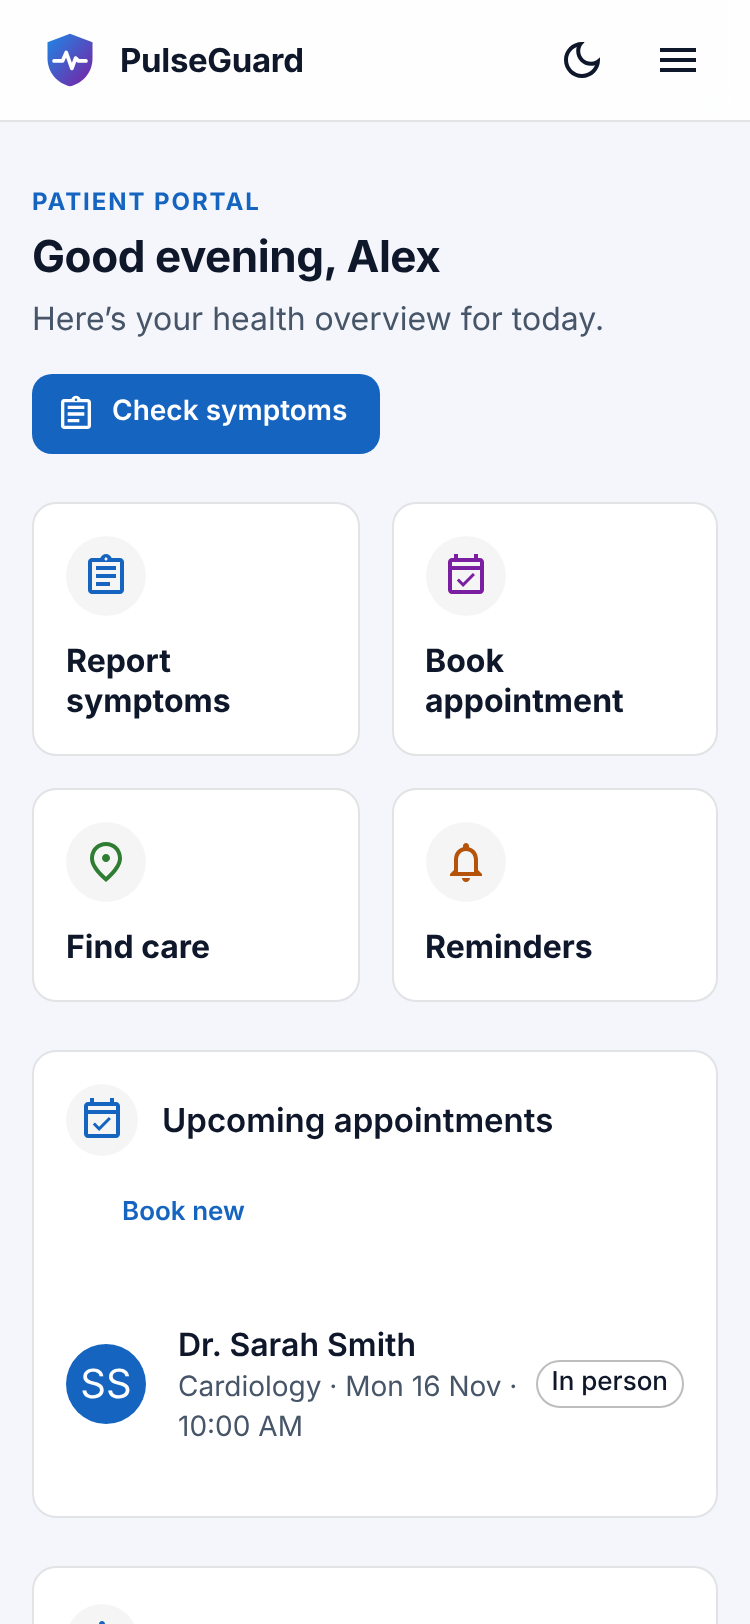 PulseGuard
PATIENT PORTAL
Good evening, Alex
Here’s your health overview for today.
Check symptoms
Report
symptoms
Book
appointment
Find care
Reminders
Upcoming appointments
Book new
SS
Dr. Sarah Smith
Cardiology · Mon 16 Nov ·
10:00 AM
In person